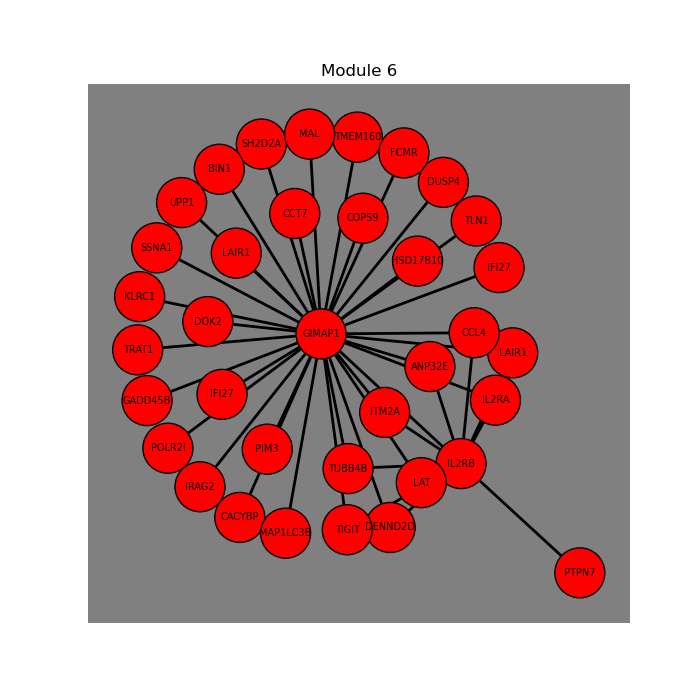 Module 6
MAL
TMEM160
SH2D2A
FCMR
BIN1
DUSP4
UPP1
CCT7
COPS9
TLN1
SSNA1
LAIR1
HSD17B10
IFI27
KLRC1
DOK2
GIMAP1
CCL4
TRAT1
LAIR1
ANP32E
IFI27
GADD45B
IL2RA
ITM2A
POLR2I
PIM3
IL2RB
TUBB4B
IRAG2
LAT
CACYBP
MAP1LC3B
TIGIT
DENND2D
PTPN7